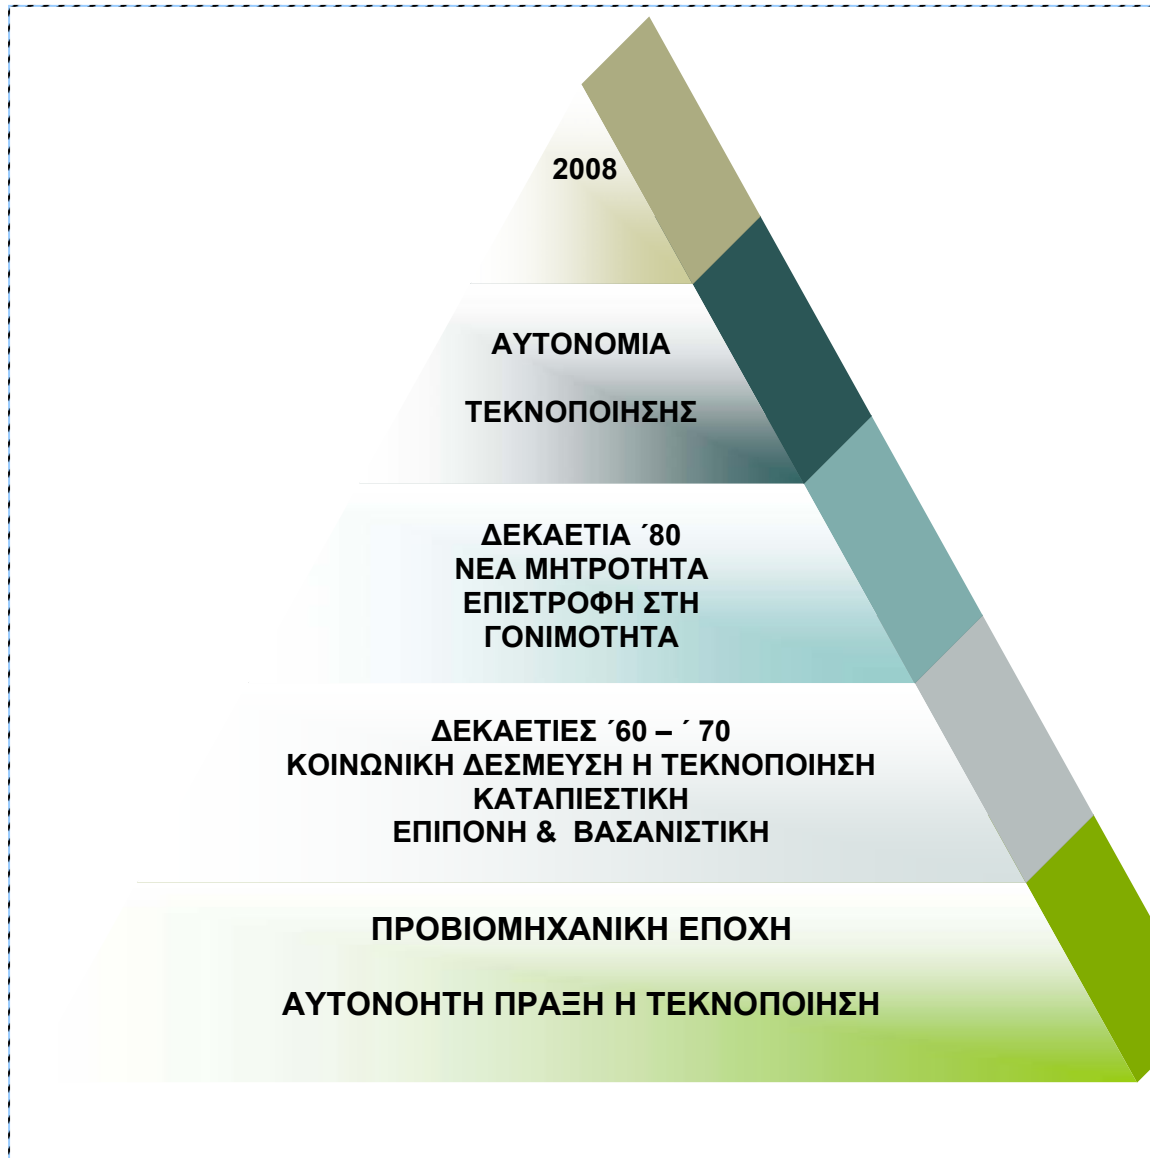 2008
ΑΥΤΟΝΟΜΙΑ
ΤΕΚΝΟΠΟΙΗΣΗΣ
ΔΕΚΑΕΤΙΑ ΄80
ΝΕΑ ΜΗΤΡΟΤΗΤΑ
ΕΠΙΣΤΡΟΦΗ ΣΤΗ
ΓΟΝΙΜΟΤΗΤΑ
ΔΕΚΑΕΤΙΕΣ ΄60 – ΄ 70
ΚΟΙΝΩΝΙΚΗ ΔΕΣΜΕΥΣΗ Η ΤΕΚΝΟΠΟΙΗΣΗ
ΚΑΤΑΠΙΕΣΤΙΚΗ
ΕΠΙΠΟΝΗ & ΒΑΣΑΝΙΣΤΙΚΗ
ΠΡΟΒΙΟΜΗΧΑΝΙΚΗ ΕΠΟΧΗ
ΑΥΤΟΝΟΗΤΗ ΠΡΑΞΗ Η ΤΕΚΝΟΠΟΙΗΣΗ